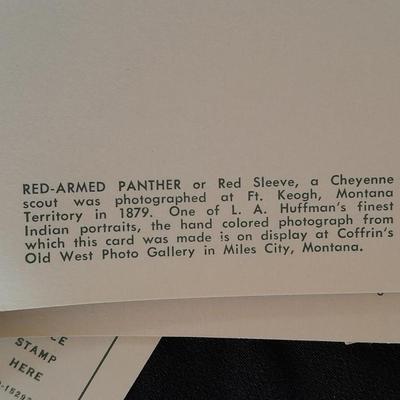 RED-ARMED PANTHER or Red Sleeve, a Cheyenne
scout was photographed at Ft. Keogh, Montana
Territory in 1879. One of L. A. Huffman's finest
Indian portraits, the hand colored photograph from
which this card was made is on display at Coffrin's
Old West Photo Gallery in Miles City, Montana.
STAMP
HERE